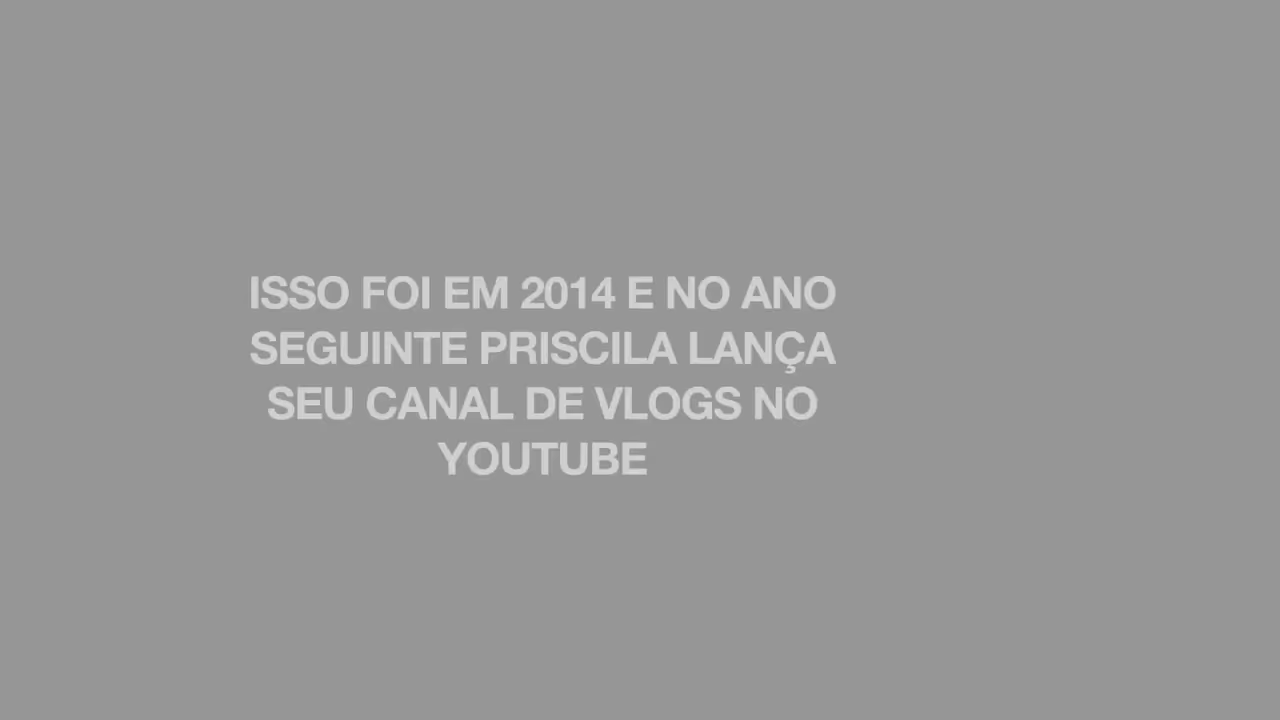 ISSO FOI EM 2014 E NO ANO
SEGUINTE PRISCILA LANÇA
SEU CANAL DE VLOGS NO
YOUTUBE